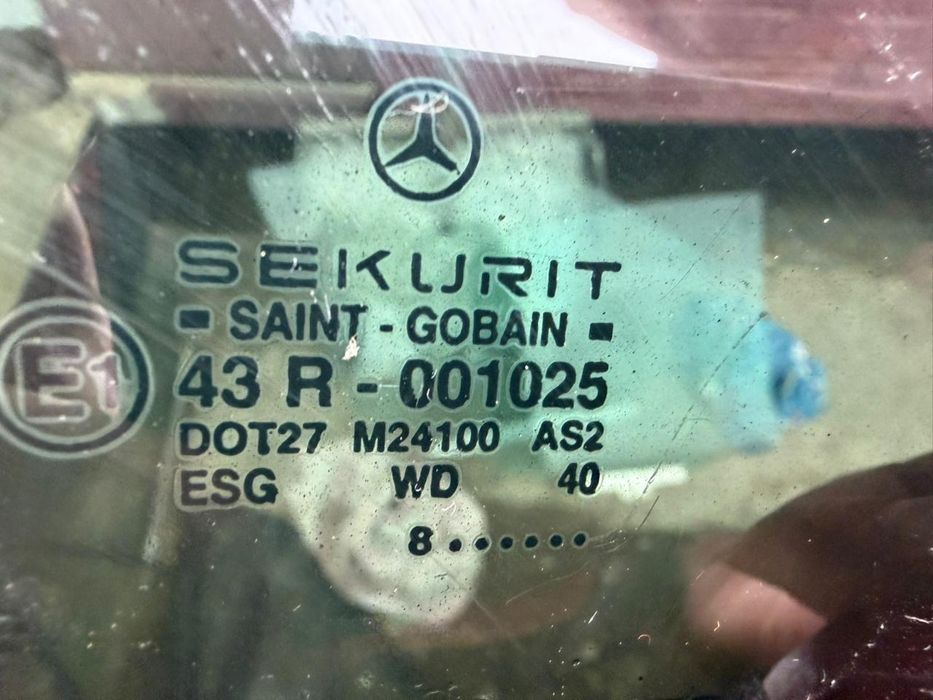 SEKURIT
▪ SAINT - GOBAIN ▪
E1
43 R - 001025
DOT27 M24100 AS2
ESG WD 40
8......